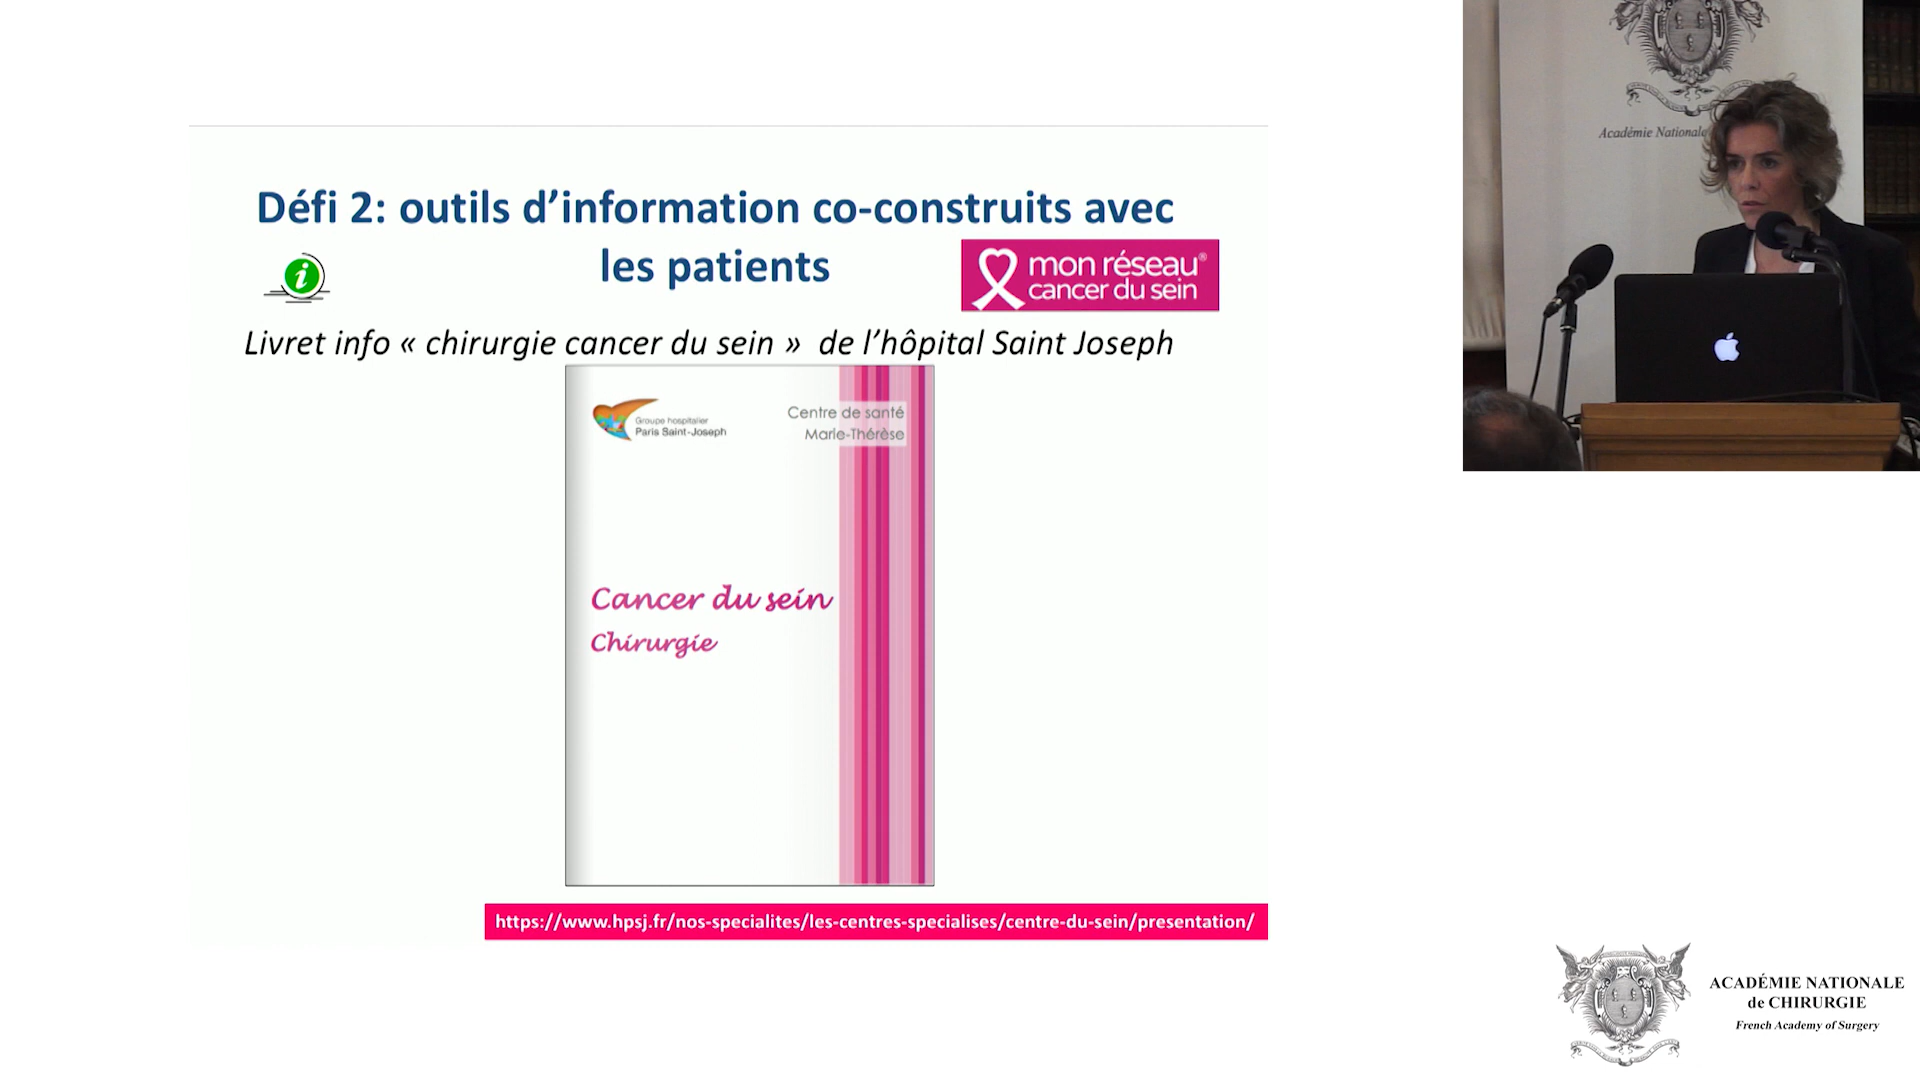 Défi 2: outils d’information co-construits avec
les patients
mon réseau®
cancer du sein
Livret info « chirurgie cancer du sein » de l’hôpital Saint Joseph
Groupe hospitalier
Paris Saint-Joseph
Centre de santé
Marie-Thérèse
Cancer du sein
Chirurgie
https://www.hpsj.fr/nos-specialites/les-centres-specialises/centre-du-sein/presentation/
Académie Nationale
ACADÉMIE NATIONALE
de CHIRURGIE
French Academy of Surgery